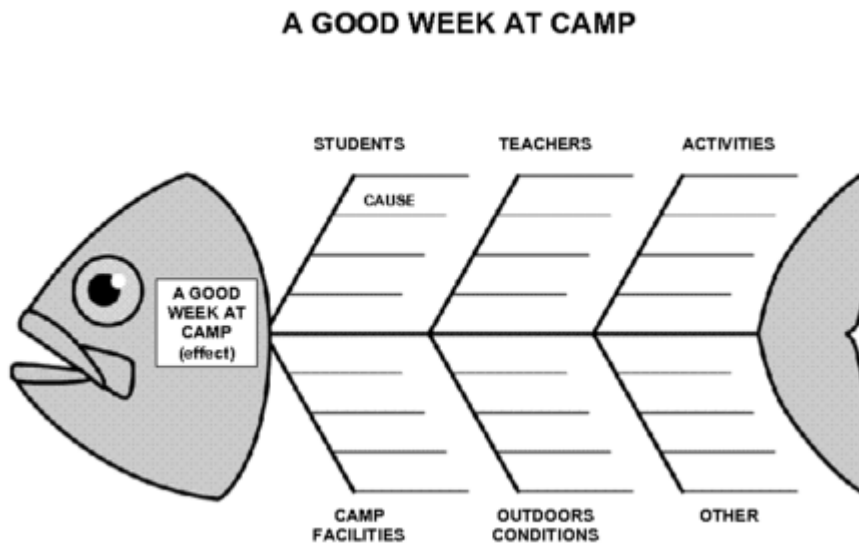 A GOOD WEEK AT CAMP
STUDENTS
TEACHERS
ACTIVITIES
CAUSE
A GOOD
WEEK AT
CAMP
(effect)
CAMP
FACILITIES
OUTDOORS
CONDITIONS
OTHER